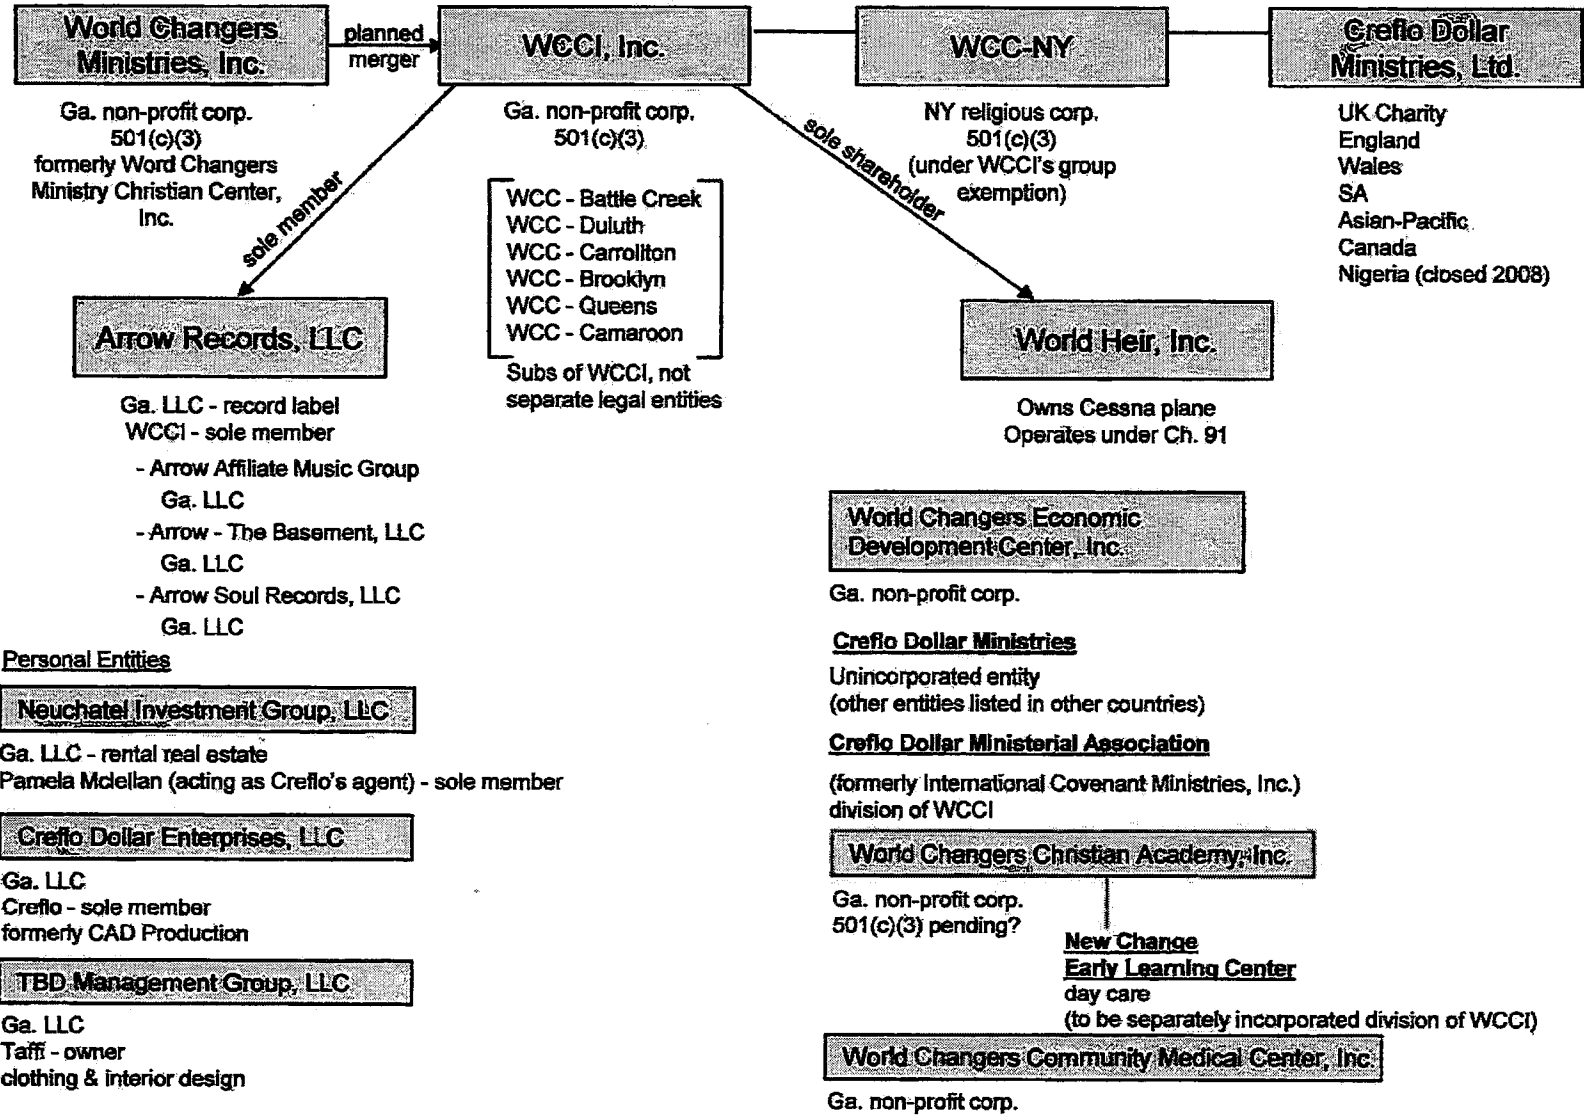 World Changers
Ministries, Inc.
planned
merger
WCCI, Inc.
WCC-NY
Creflo Dollar
Ministries, Ltd.
Ga. non-profit corp.
501(c)(3)
formerly Word Changers
Ministry Christian Center,
Inc.
sole member
Ga. non-profit corp.
501(c)(3)
WCC - Battle Creek
WCC - Duluth
WCC - Carrollton
WCC - Brooklyn
WCC - Queens
WCC - Camaroon
Subs of WCCI, not
separate legal entities
sole shareholder
NY religious corp.
501(c)(3)
(under WCCI's group
exemption)
UK Charity
England
Wales
SA
Asian-Pacific
Canada
Nigeria (closed 2008)
Arrow Records, LLC
Ga. LLC - record label
WCCI - sole member
- Arrow Affiliate Music Group
Ga. LLC
- Arrow - The Basement, LLC
Ga. LLC
- Arrow Soul Records, LLC
Ga. LLC
World Heir, Inc.
Owns Cessna plane
Operates under Ch. 91
Personal Entities
Neuchatel Investment Group, LLC
Ga. LLC - rental real estate
Pamela Mclellan (acting as Creflo's agent) - sole member
Creflo Dollar Enterprises, LLC
Ga. LLC
Creflo - sole member
formerly CAD Production
TBD Management Group, LLC
Ga. LLC
Taffi - owner
clothing & interior design
World Changers Economic
Development Center, Inc.
Ga. non-profit corp.
Creflo Dollar Ministries
Unincorporated entity
(other entities listed in other countries)
Creflo Dollar Ministerial Association
(formerly International Covenant Ministries, Inc.)
division of WCCI
World Changers Christian Academy, Inc.
Ga. non-profit corp.
501(c)(3) pending?
New Change
Early Learning Center
day care
(to be separately incorporated division of WCCI)
World Changers Community Medical Center, Inc.
Ga. non-profit corp.